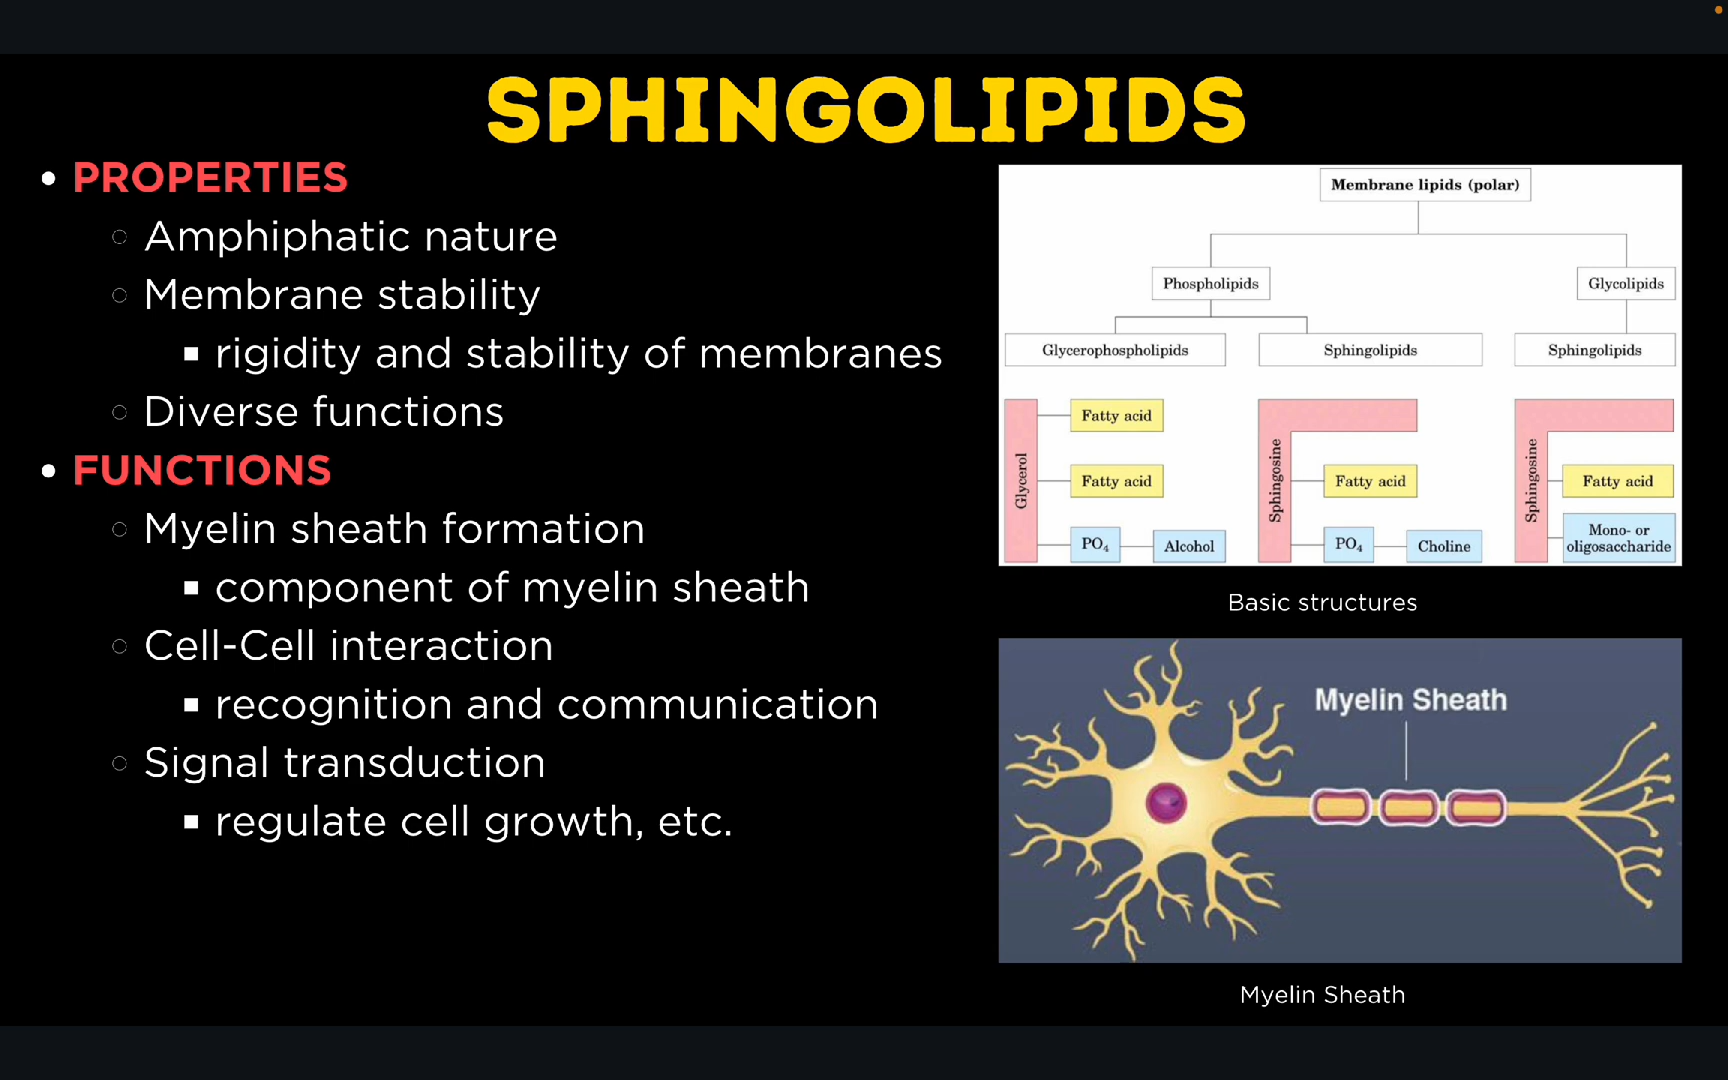 SPHINGOLIPIDS
PROPERTIES
Amphiphatic nature
Membrane stability
rigidity and stability of membranes
Diverse functions
FUNCTIONS
Myelin sheath formation
component of myelin sheath
Cell-Cell interaction
recognition and communication
Signal transduction
regulate cell growth, etc.
Membrane lipids (polar)
Phospholipids
Glycolipids
Glycerophospholipids
Sphingolipids
Sphingolipids
Glycerol
Fatty acid
Fatty acid
PO₄
Alcohol
Sphingosine
Fatty acid
PO₄
Choline
Sphingosine
Fatty acid
Mono- or
oligosaccharide
Basic structures
Myelin Sheath
Myelin Sheath